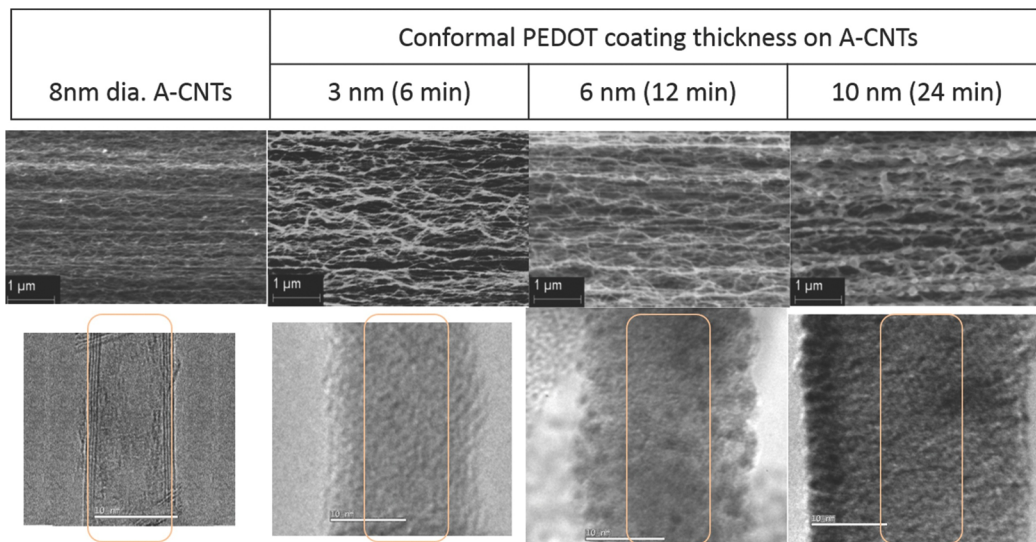 Conformal PEDOT coating thickness on A-CNTs
8nm dia. A-CNTs
3 nm (6 min)
6 nm (12 min)
10 nm (24 min)
1 µm
1 µm
1 µm
1 µm
10 nm
10 nm
10 nm
10 nm